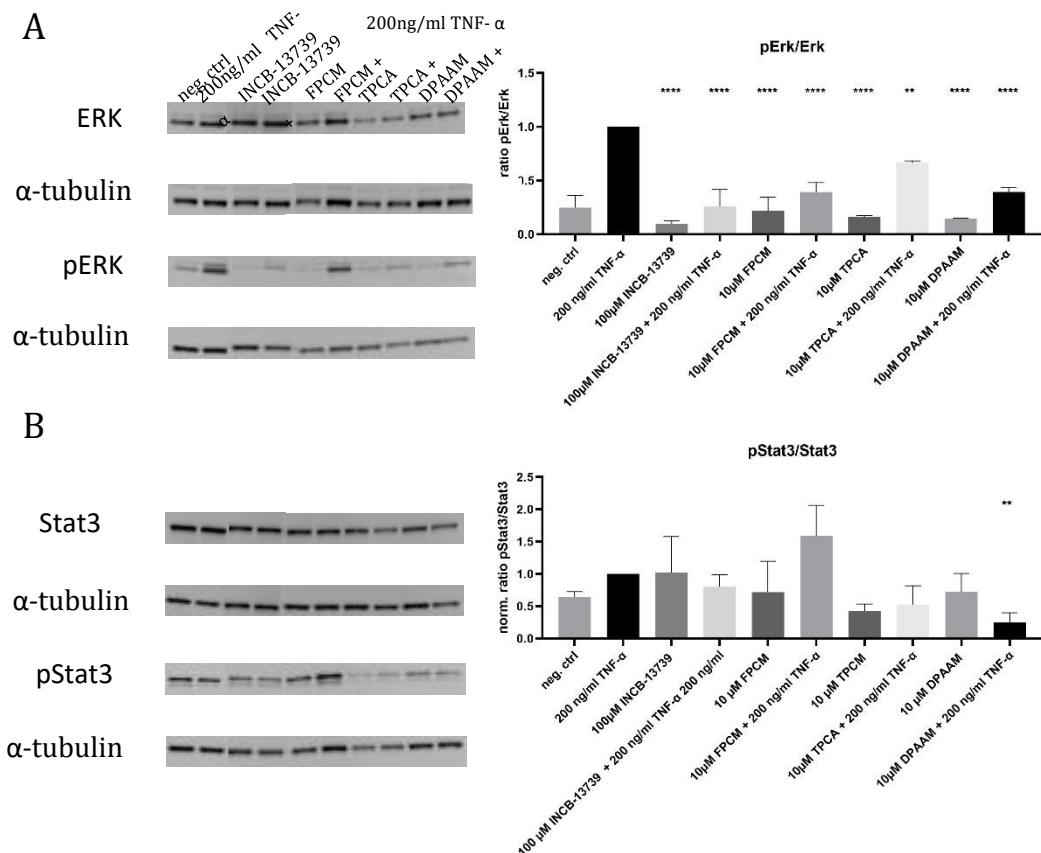 A
200ng/ml TNF- α
neg. ctrl
200ng/ml TNF-
α
INCB-13739
INCB-13739
+
FPCM
FPCM +
TPCA
TPCA +
DPAAM
DPAAM +
ERK
α-tubulin
pERK
α-tubulin
pErk/Erk
ratio pErk/Erk
1.5
1.0
0.5
0.0
**** **** **** **** **** ** **** ****
neg. ctrl
200 ng/ml TNF-α
100µM INCB-13739
100µM INCB-13739 + 200 ng/ml TNF-α
10µM FPCM
10µM FPCM + 200 ng/ml TNF-α
10µM TPCA
10µM TPCA + 200 ng/ml TNF-α
10µM DPAAM
10µM DPAAM + 200 ng/ml TNF-α
B
Stat3
α-tubulin
pStat3
α-tubulin
pStat3/Stat3
norm. ratio pStat3/Stat3
2.5
2.0
1.5
1.0
0.5
0.0
**
neg. ctrl
200 ng/ml TNF-α
100µM INCB-13739
100 µM INCB-13739 + 200 ng/ml TNF-α 200 ng/ml
10 µM FPCM
10µM FPCM + 200 ng/ml TNF-α
10 µM TPCM
10µM TPCA + 200 ng/ml TNF-α
10 µM DPAAM
10µM DPAAM + 200 ng/ml TNF-α